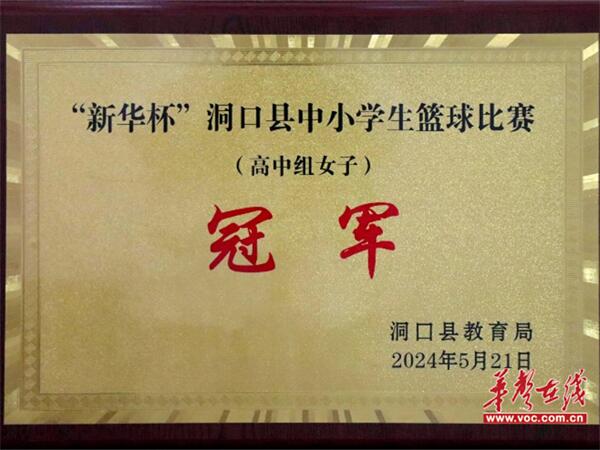 “新华杯”洞口县中小学生篮球比赛
（高中组女子）
冠军
洞口县教育局
2024年5月21日
华声在线
www.voc.com.cn